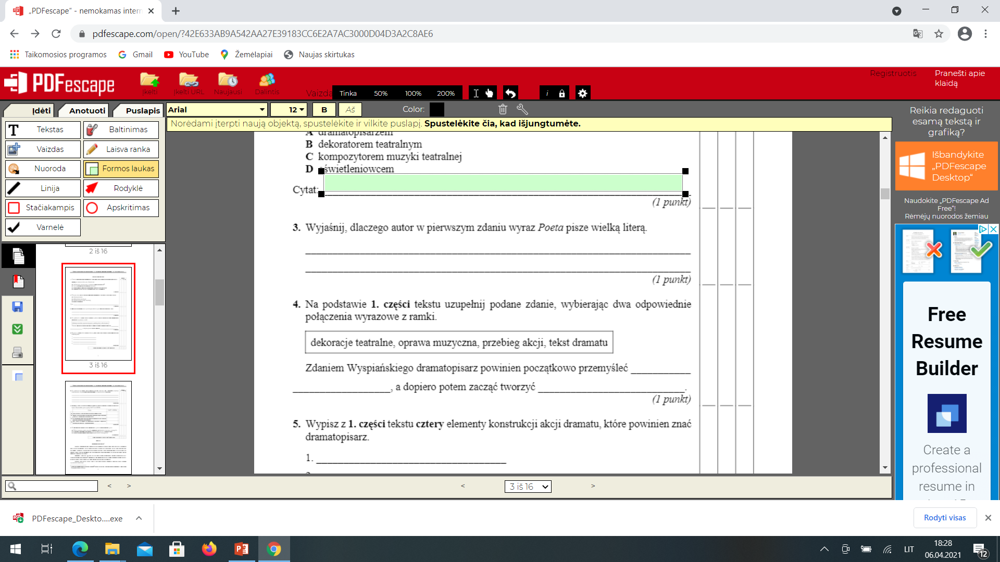 „PDFescape“ - nemokamas intern
pdfescape.com/open/?42E633AB9A542AA27E39183CC6E2A7AC3000D04D3A2C8AE6
Taikomosios programos Gmail YouTube Žemėlapiai Naujas skirtukas
PDFescape
Įkelti Įkelti URL Naujausi Dalintis Vaizda Tinka 50% 100% 200% i
Registruotis Pranešti apie
klaidą
Įdėti Anotuoti Puslapis Arial 12 B Aš Color:
Norėdami įterpti naują objektą, spustelėkite ir vilkite puslapį. Spustelėkite čia, kad išjungtumėte.
Tekstas Baltinimas
Vaizdas Laisva ranka
Nuoroda Formos laukas
Linija Rodyklė
Stačiakampis Apskritimas
Varnelė
2 iš 16
3 iš 16
A dramatopisarzem
B dekoratorem teatralnym
C kompozytorem muzyki teatralnej
D oświetleniowcem
Cytat:
(1 punkt)
3. Wyjaśnij, dlaczego autor w pierwszym zdaniu wyraz Poeta pisze wielką literą.
(1 punkt)
4. Na podstawie 1. części tekstu uzupełnij podane zdanie, wybierając dwa odpowiednie
połączenia wyrazowe z ramki.
dekoracje teatralne, oprawa muzyczna, przebieg akcji, tekst dramatu
Zdaniem Wyspiańskiego dramatopisarz powinien początkowo przemyśleć ___________
__________________, a dopiero potem zacząć tworzyć ___________________________.
(1 punkt)
5. Wypisz z 1. części tekstu cztery elementy konstrukcji akcji dramatu, które powinien znać
dramatopisarz.
1. ___________________________________
< > < 3 iš 16 >
Reikia redaguoti
esamą tekstą ir
grafiką?
Išbandykite
„PDFescape
Desktop“
Naudokite „PDFescape Ad
Free“!
Rėmėjų nuorodos žemiau
Free
Resume
Builder
Create a
professional
resume in
PDFescape_Deskto....exe
Rodyti visas
LIT
18:28
06.04.2021
12